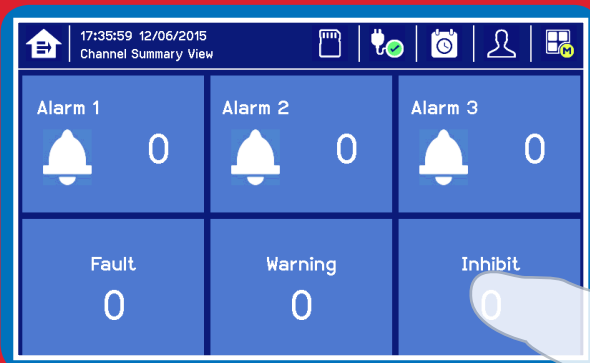 17:35:59 12/06/2015
Channel Summary View
M
Alarm 1
0
Alarm 2
0
Alarm 3
0
Fault
0
Warning
0
Inhibit
0